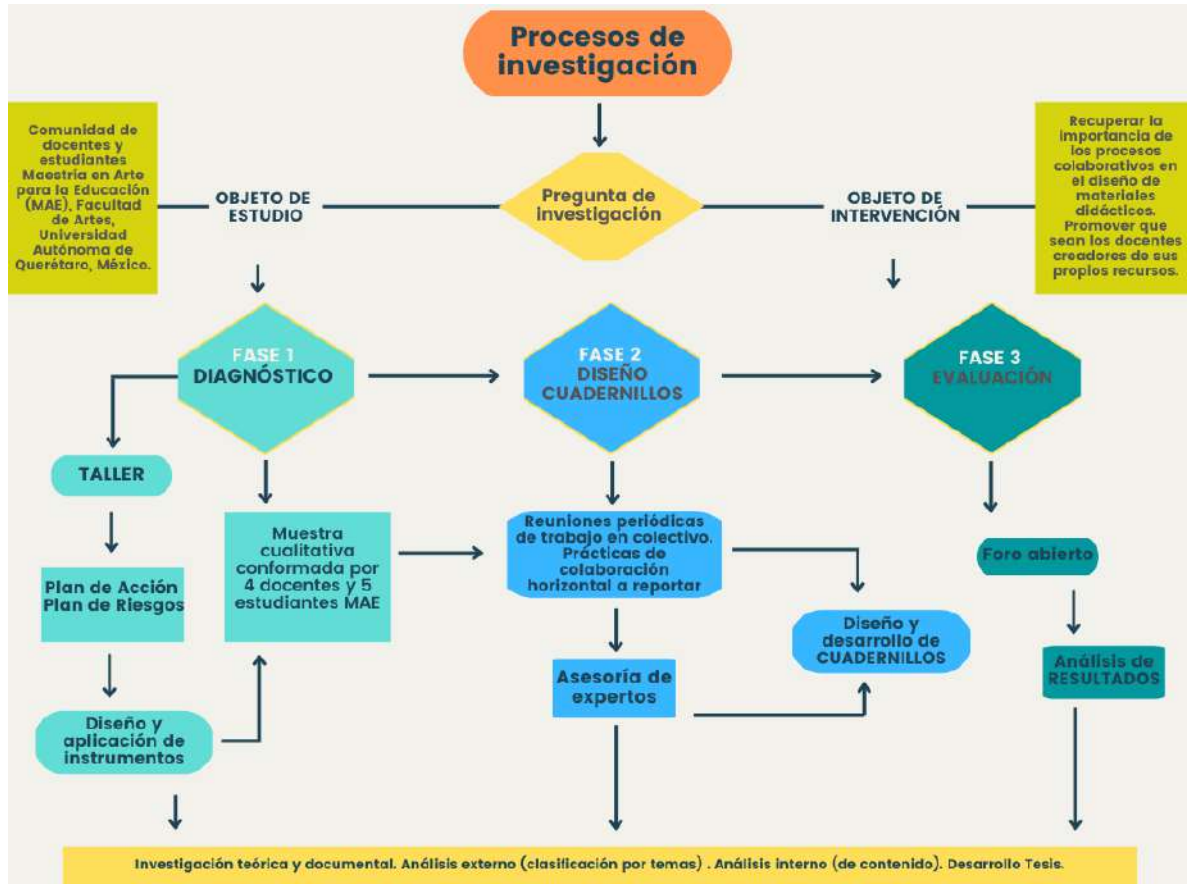 Procesos de
investigación
Comunidad de
docentes y
estudiantes
Maestría en Arte
para la Educación
(MAE), Facultad
de Artes,
Universidad
Autónoma de
Querétaro, México.
OBJETO DE
ESTUDIO
Pregunta de
investigación
OBJETO DE
INTERVENCIÓN
Recuperar la
importancia de
los procesos
colaborativos en
el diseño de
materiales
didácticos.
Promover que
sean los docentes
creadores de sus
propios recursos.
FASE 1
DIAGNÓSTICO
FASE 2
DISEÑO
CUADERNILLOS
FASE 3
EVALUACIÓN
TALLER
Plan de Acción
Plan de Riesgos
Diseño y
aplicación de
instrumentos
Muestra
cualitativa
conformada por
4 docentes y 5
estudiantes MAE
Reuniones periódicas
de trabajo en colectivo.
Prácticas de
colaboración
horizontal a reportar
Asesoría de
expertos
Diseño y
desarrollo de
CUADERNILLOS
Foro abierto
Análisis de
RESULTADOS
Investigación teórica y documental. Análisis externo (clasificación por temas) . Análisis interno (de contenido). Desarrollo Tesis.